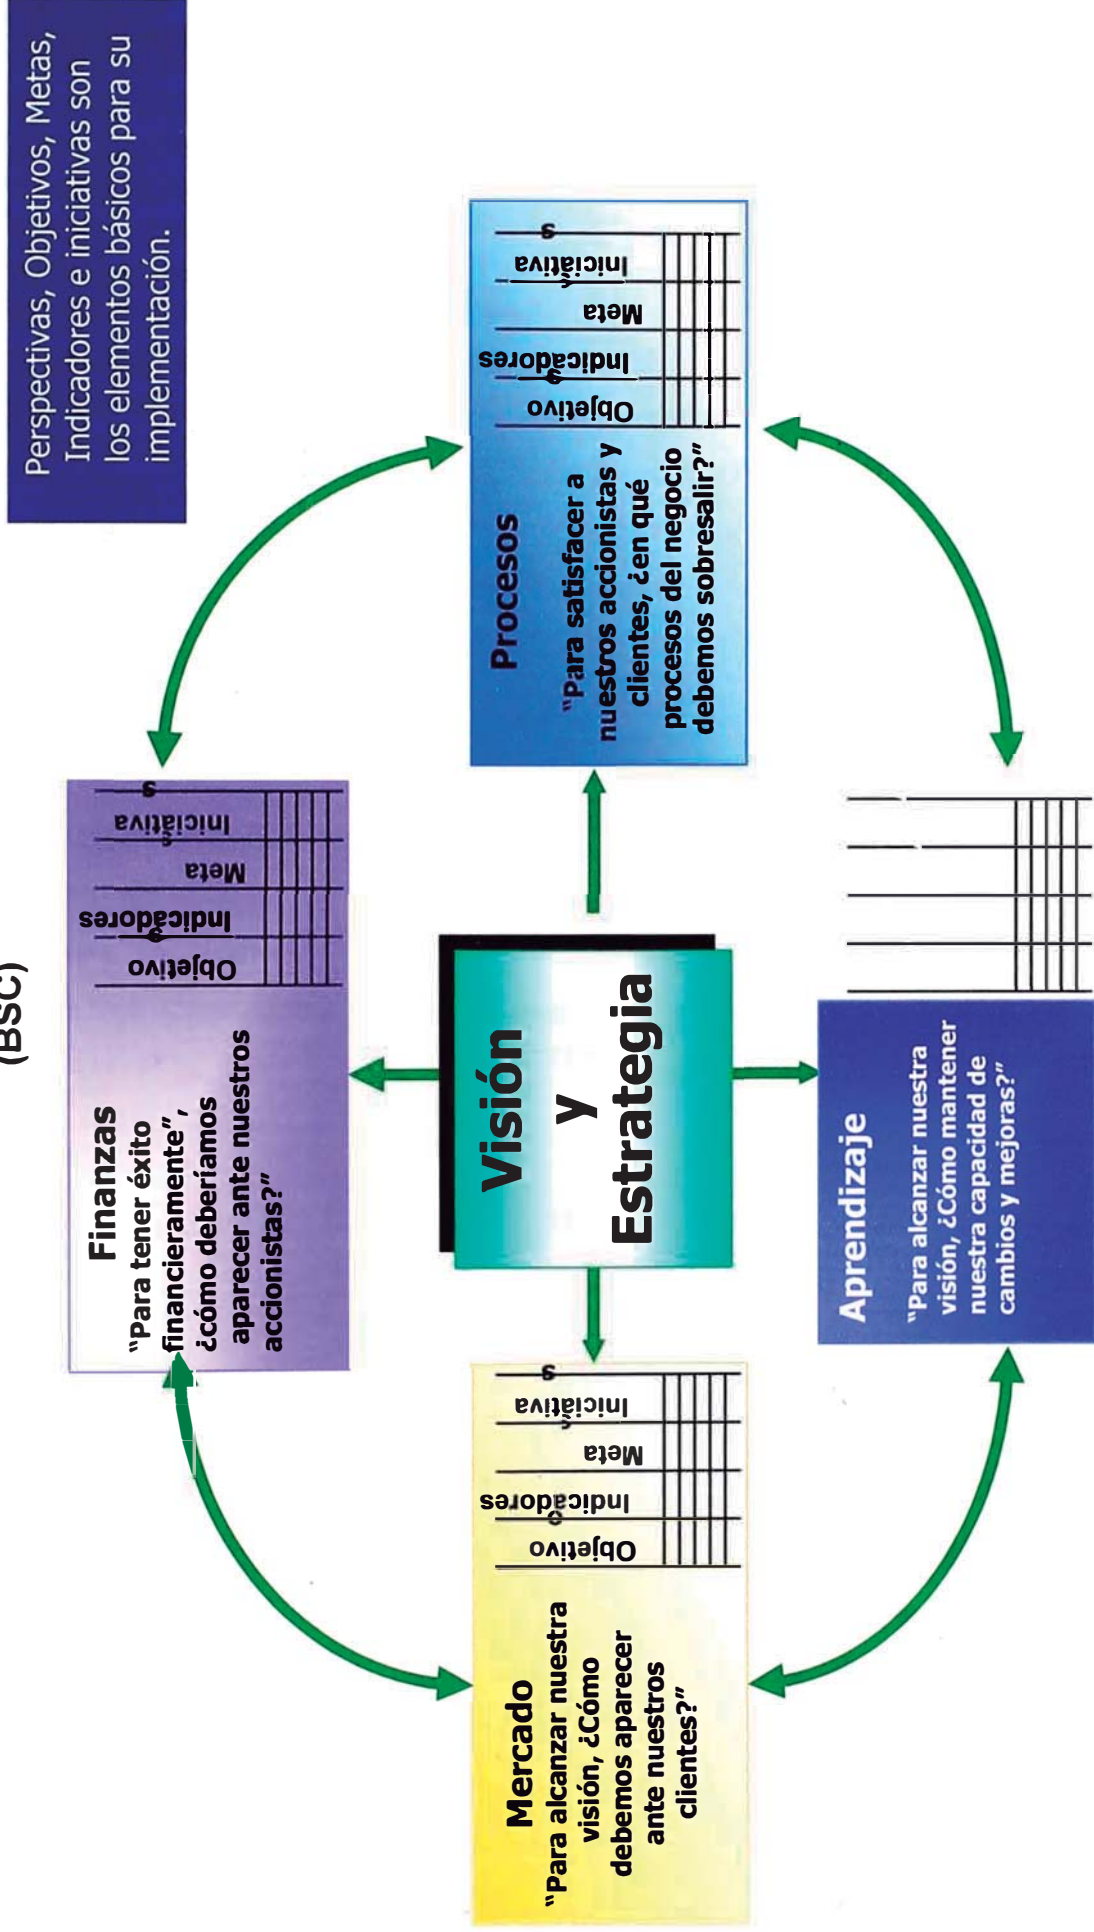 (BSC)
Perspectivas, Objetivos, Metas,
Indicadores e iniciativas son
los elementos básicos para su
implementación.
Finanzas
“Para tener éxito
financieramente”,
¿cómo deberíamos
aparecer ante nuestros
accionistas?”
Objetivo
s
Indicadores
Meta
s
Iniciativa
s
Mercado
“Para alcanzar nuestra
visión, ¿Cómo
debemos aparecer
ante nuestros
clientes?”
Objetivo
s
Indicadores
Meta
s
Iniciativa
s
Visión
y
Estrategia
Procesos
“Para satisfacer a
nuestros accionistas y
clientes, ¿en qué
procesos del negocio
debemos sobresalir?”
Objetivo
s
Indicadores
Meta
s
Iniciativa
s
Aprendizaje
“Para alcanzar nuestra
visión, ¿Cómo mantener
nuestra capacidad de
cambios y mejoras?”